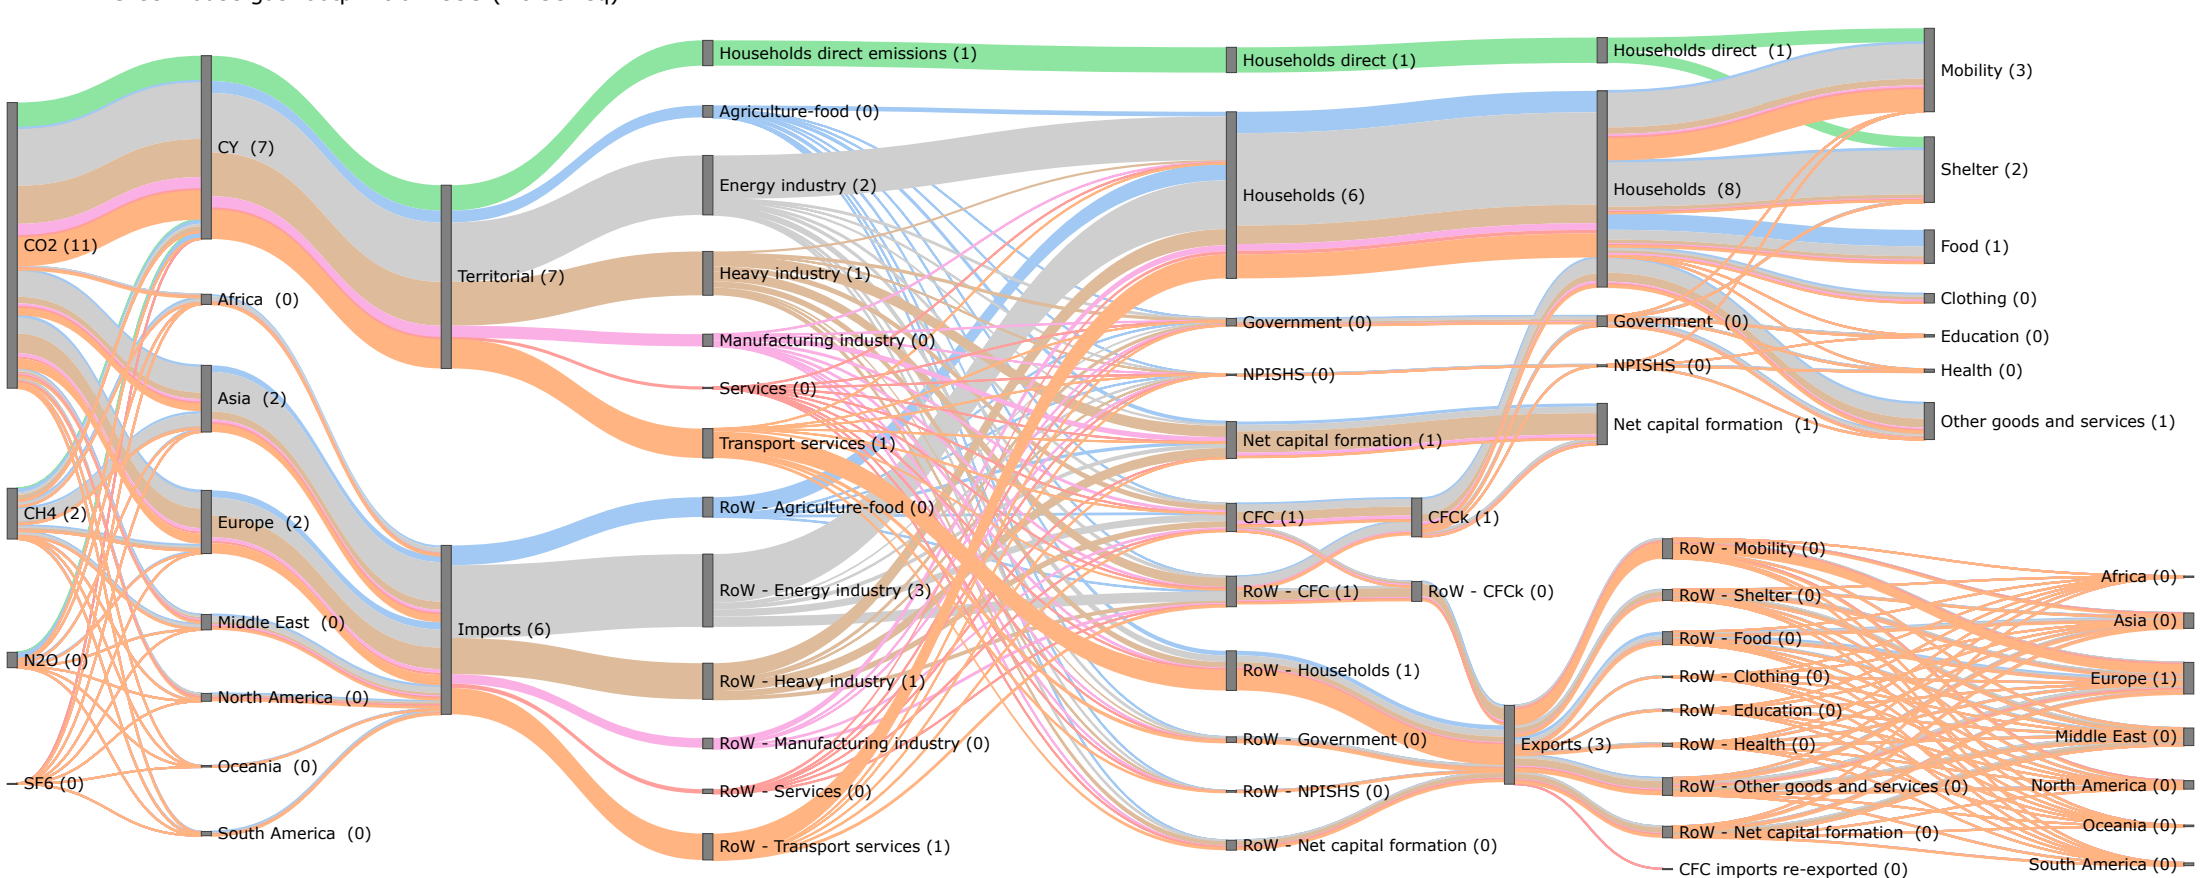 CO2 (11)
CH4 (2)
N2O (0)
SF6 (0)
CY (7)
Africa (0)
Asia (2)
Europe (2)
Middle East (0)
North America (0)
Oceania (0)
South America (0)
Territorial (7)
Imports (6)
Households direct emissions (1)
Agriculture-food (0)
Energy industry (2)
Heavy industry (1)
Manufacturing industry (0)
Services (0)
Transport services (1)
RoW - Agriculture-food (0)
RoW - Energy industry (3)
RoW - Heavy industry (1)
RoW - Manufacturing industry (0)
RoW - Services (0)
RoW - Transport services (1)
Households direct (1)
Households (6)
Government (0)
NPISHS (0)
Net capital formation (1)
CFC (1)
RoW - CFC (1)
RoW - Households (1)
RoW - Government (0)
RoW - NPISHS (0)
RoW - Net capital formation (0)
CFCk (1)
RoW - CFCk (0)
Exports (3)
Households direct (1)
Households (8)
Government (0)
NPISHS (0)
Net capital formation (1)
RoW - Mobility (0)
RoW - Shelter (0)
RoW - Food (0)
RoW - Clothing (0)
RoW - Education (0)
RoW - Health (0)
RoW - Other goods and services (0)
RoW - Net capital formation (0)
CFC imports re-exported (0)
Mobility (3)
Shelter (2)
Food (1)
Clothing (0)
Education (0)
Health (0)
Other goods and services (1)
Africa (0)
Asia (0)
Europe (1)
Middle East (0)
North America (0)
Oceania (0)
South America (0)